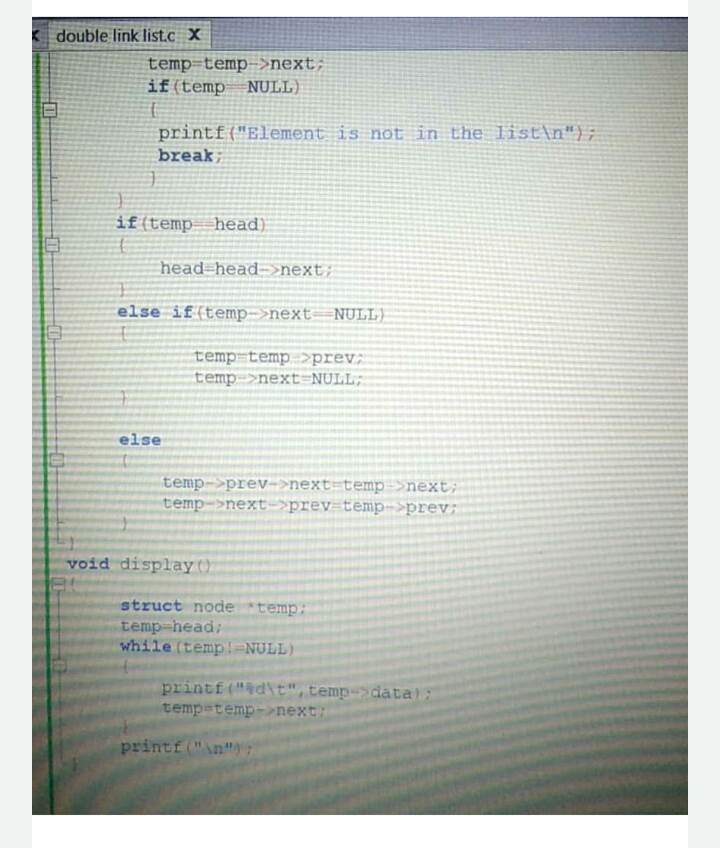 double link list.c X
temp=temp->next;
if(temp==NULL)
{
printf("Element is not in the list\n");
break;
}
}
if(temp==head)
{
head=head->next;
}
else if(temp->next==NULL)
{
temp=temp->prev;
temp->next=NULL;
}
else
{
temp->prev->next=temp->next;
temp->next->prev=temp->prev;
}
}
void display()
{
struct node *temp;
temp=head;
while(temp!=NULL)
{
printf("%d\t",temp->data);
temp=temp->next;
}
printf("\n");
}